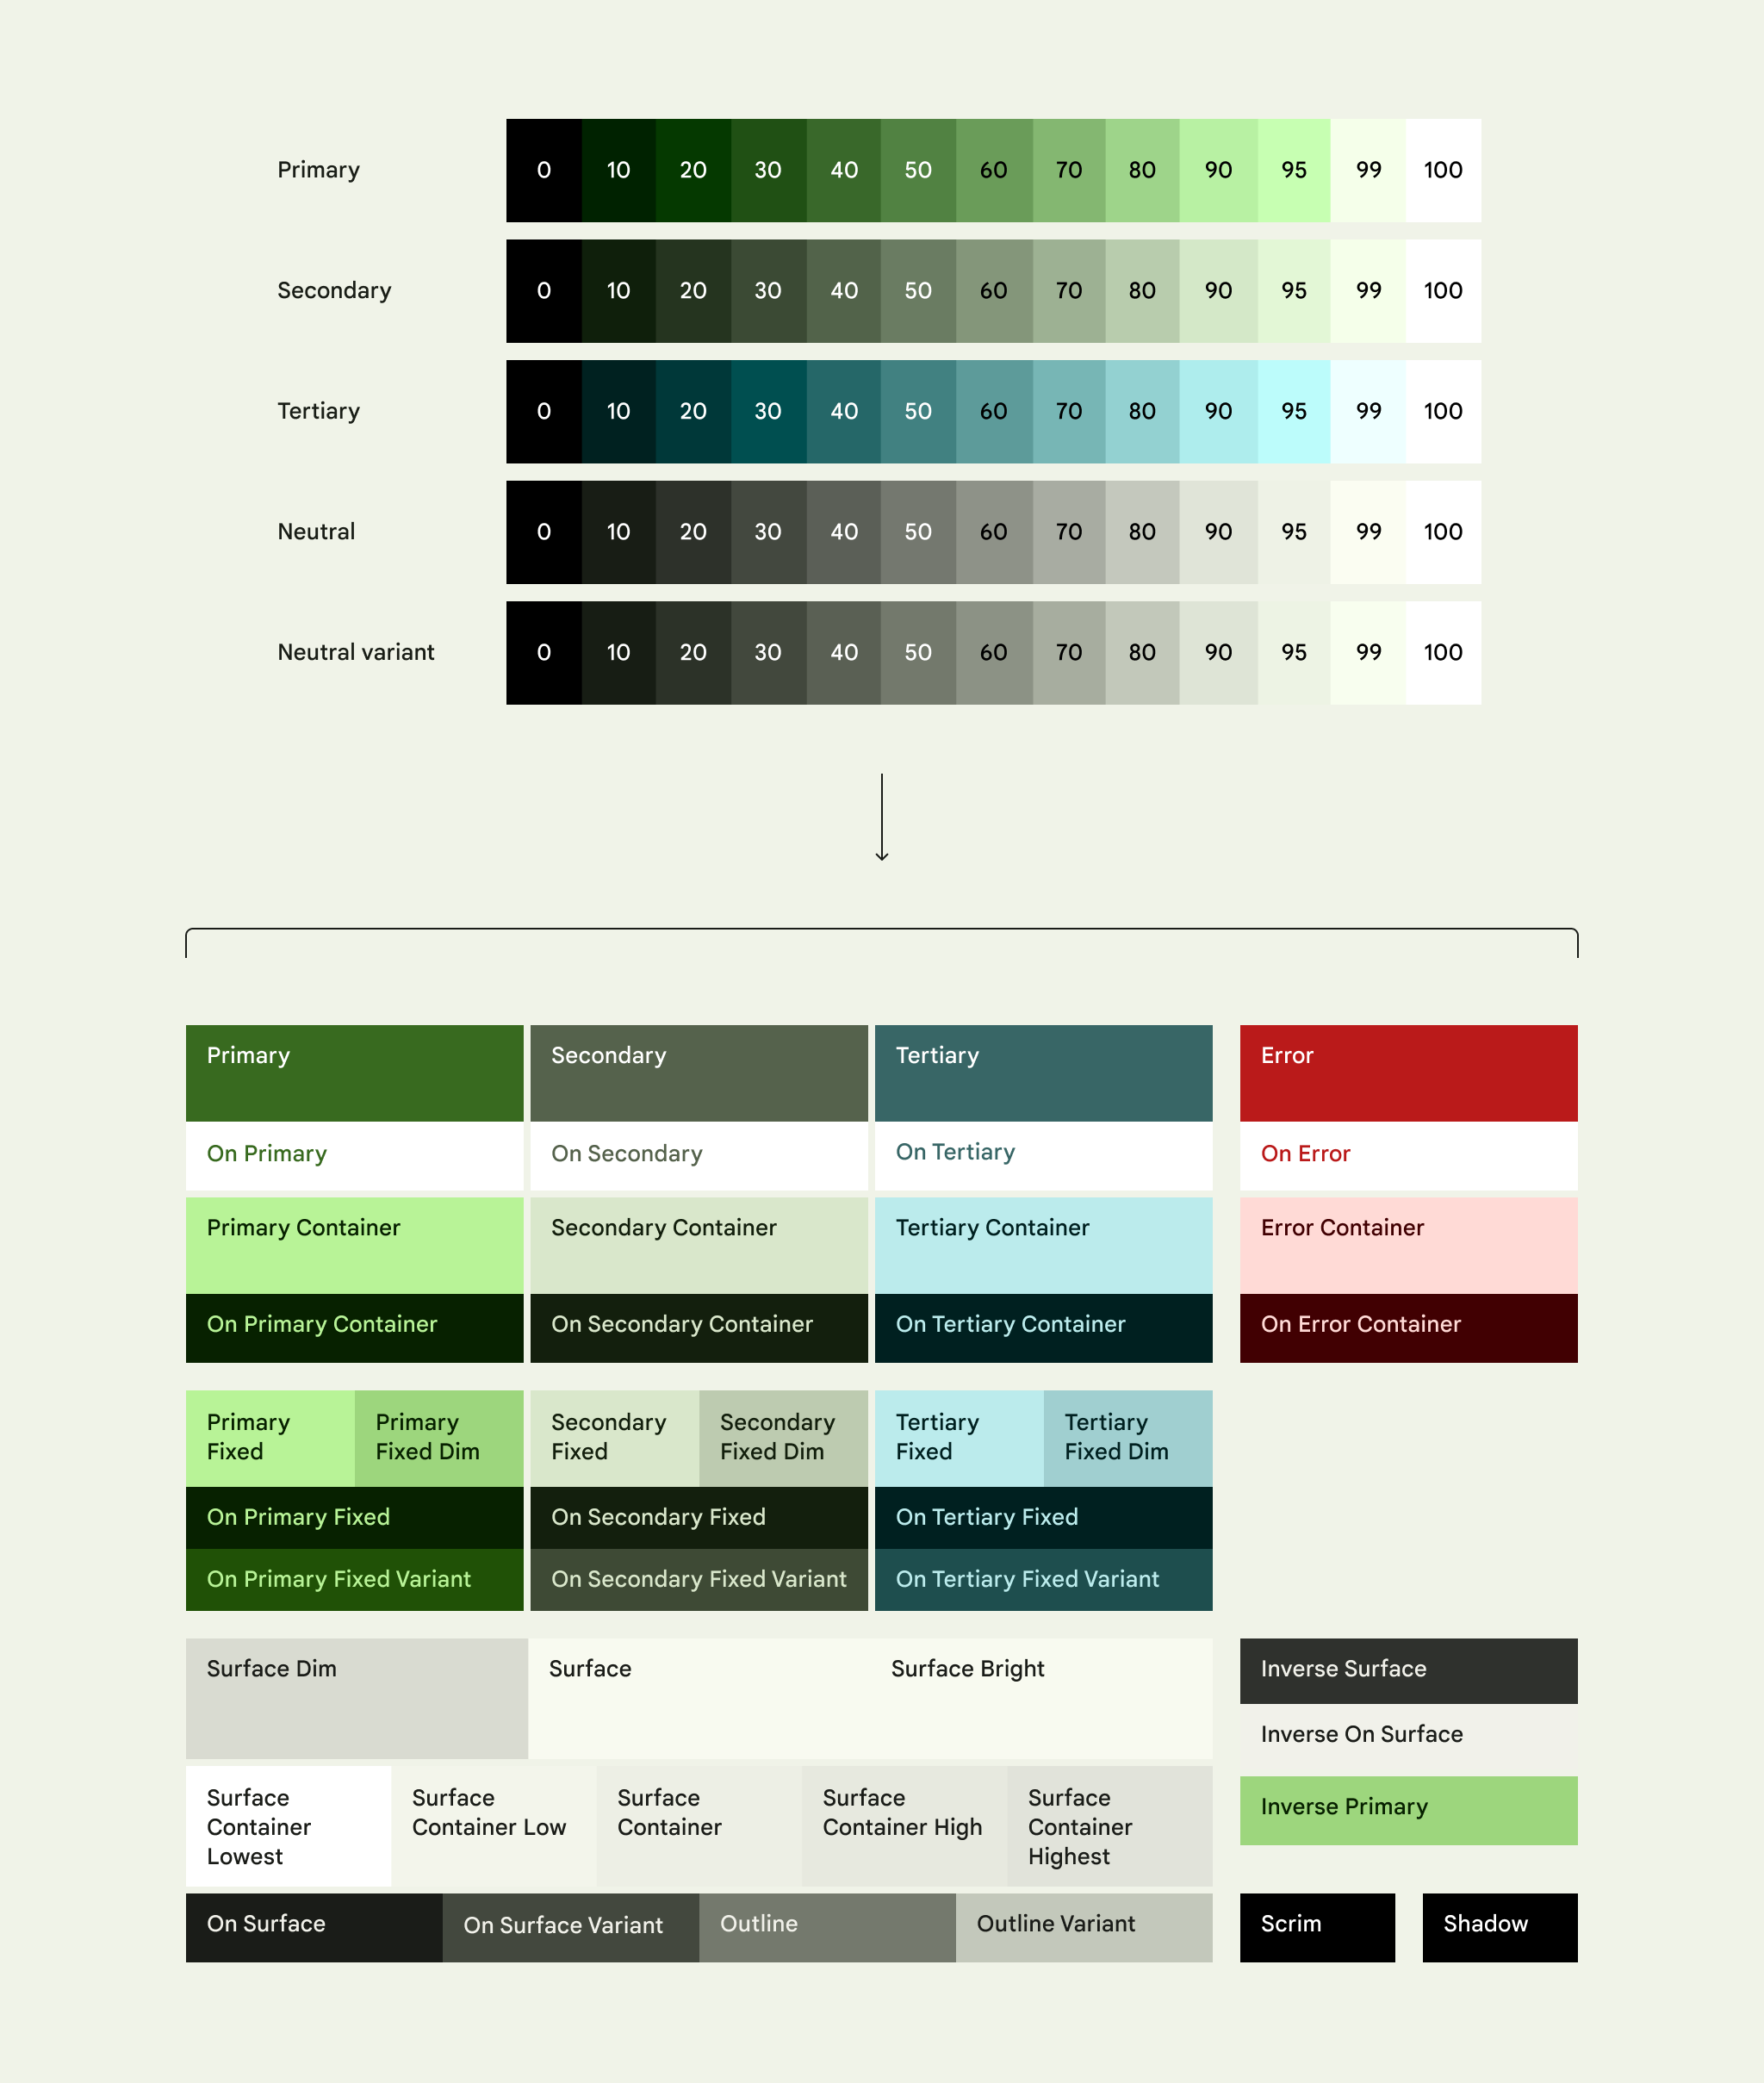 Primary 0 10 20 30 40 50 60 70 80 90 95 99 100
Secondary 0 10 20 30 40 50 60 70 80 90 95 99 100
Tertiary 0 10 20 30 40 50 60 70 80 90 95 99 100
Neutral 0 10 20 30 40 50 60 70 80 90 95 99 100
Neutral variant 0 10 20 30 40 50 60 70 80 90 95 99 100
Primary
Secondary
Tertiary
Error
On Primary
On Secondary
On Tertiary
On Error
Primary Container
Secondary Container
Tertiary Container
Error Container
On Primary Container
On Secondary Container
On Tertiary Container
On Error Container
Primary
Fixed
Primary
Fixed Dim
Secondary
Fixed
Secondary
Fixed Dim
Tertiary
Fixed
Tertiary
Fixed Dim
On Primary Fixed
On Secondary Fixed
On Tertiary Fixed
On Primary Fixed Variant
On Secondary Fixed Variant
On Tertiary Fixed Variant
Surface Dim
Surface
Surface Bright
Inverse Surface
Inverse On Surface
Surface
Container
Lowest
Surface
Container Low
Surface
Container
Surface
Container High
Surface
Container
Highest
Inverse Primary
On Surface
On Surface Variant
Outline
Outline Variant
Scrim
Shadow